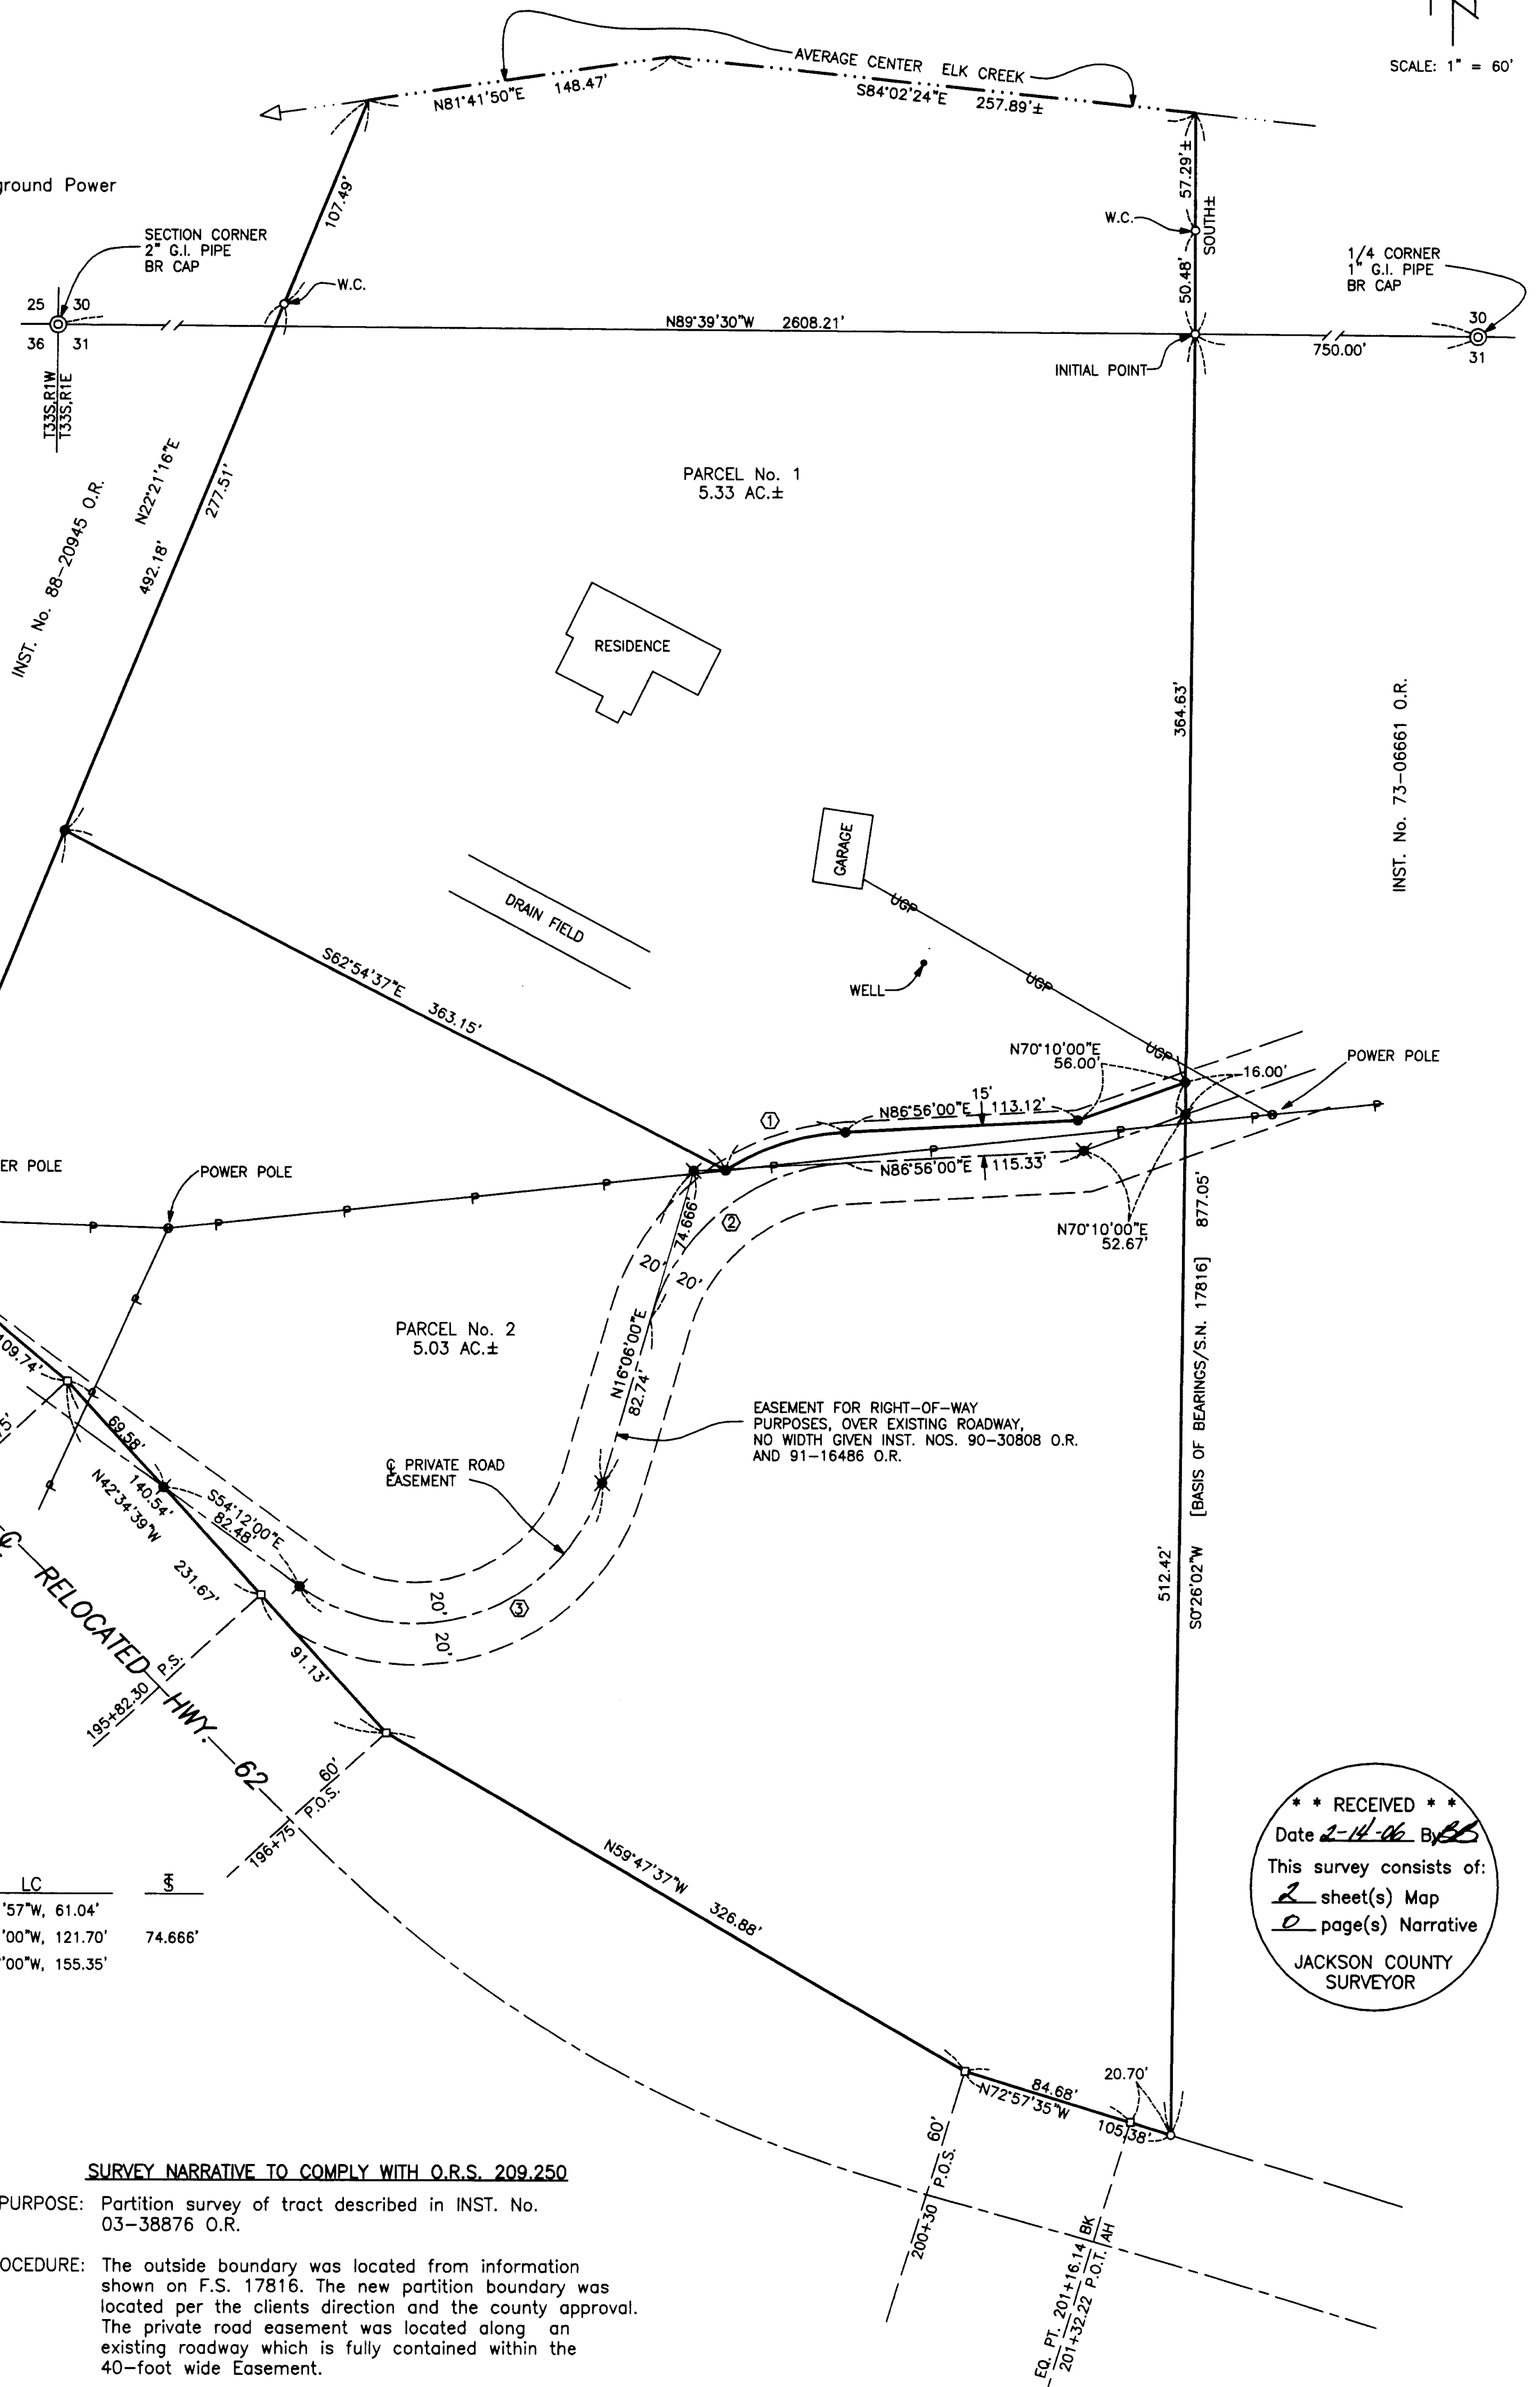 N
SCALE: 1" = 60'
AVERAGE CENTER ELK CREEK
N81°41'50"E 148.47'
S84°02'24"E 257.89'±
ground Power
107.49'
57.29'±
SOUTH±
W.C.
50.48'
SECTION CORNER
2" G.I. PIPE
BR CAP
W.C.
1/4 CORNER
1" G.I. PIPE
BR CAP
25 30
36 31
T33S,R1W
T33S,R1E
N89°39'30"W 2608.21'
INITIAL POINT
750.00'
30
31
INST. No. 88-20945 O.R.
N22°21'16"E
277.51'
492.18'
PARCEL No. 1
5.33 AC.±
RESIDENCE
364.63'
INST. No. 73-06661 O.R.
GARAGE
UGP
DRAIN FIELD
WELL
UGP
S62°54'37"E 363.15'
UGP
N70°10'00"E
56.00'
16.00'
POWER POLE
15'
1
N86°56'00"E 113.12'
P
P
P
P
N86°56'00"E 115.33'
P
ER POLE
POWER POLE
P
P
P
P
P
P
74.666'
2
N70°10'00"E
52.67'
877.05'
20' 20'
PARCEL No. 2
5.03 AC.±
N16°06'00"E
82.74'
[BASIS OF BEARINGS/S.N. 17816]
S0°26'02"W
512.42'
EASEMENT FOR RIGHT-OF-WAY
PURPOSES, OVER EXISTING ROADWAY,
NO WIDTH GIVEN INST. NOS. 90-30808 O.R.
AND 91-16486 O.R.
℄ PRIVATE ROAD
EASEMENT
P
P
P
109.74'
5'
69.58'
140.54'
N42°34'39"W
231.67'
S54°12'00"E
82.48'
20'
20'
3
91.13'
℄ RELOCATED HWY. 62
195+82.30 P.S.
60'
196+75 P.O.S.
N59°47'37"W 326.88'
LC
'57"W, 61.04'
'00"W, 121.70' 74.666'
'00"W, 155.35'
* * RECEIVED * *
Date 2-14-06 By BB
This survey consists of:
2 sheet(s) Map
0 page(s) Narrative
JACKSON COUNTY
SURVEYOR
20.70'
84.68'
N72°57'35"W
105.38'
60'
200+30 P.O.S.
EQ. PT. 201+16.14 BK
201+32.22 P.O.T. AH
SURVEY NARRATIVE TO COMPLY WITH O.R.S. 209.250
PURPOSE: Partition survey of tract described in INST. No.
03-38876 O.R.
OCEDURE: The outside boundary was located from information
shown on F.S. 17816. The new partition boundary was
located per the clients direction and the county approval.
The private road easement was located along an
existing roadway which is fully contained within the
40-foot wide Easement.